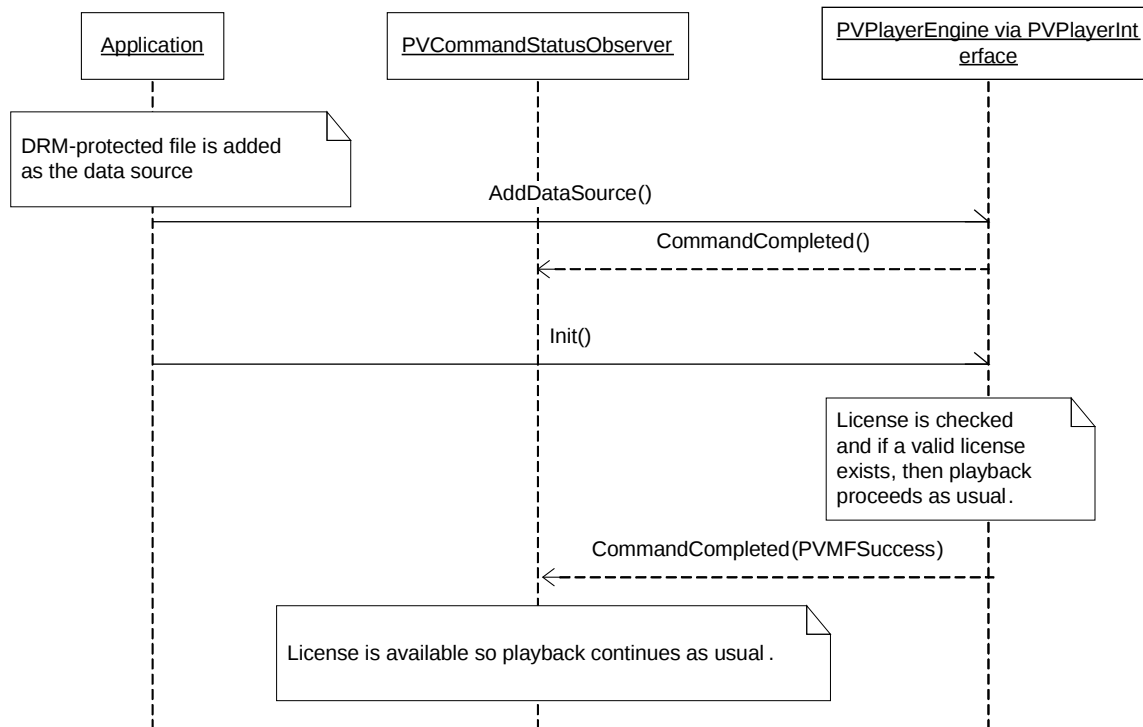 Application
PVCommandStatusObserver
PVPlayerEngine via PVPlayerInt
erface
DRM-protected file is added
as the data source
AddDataSource()
CommandCompleted()
Init()
License is checked
and if a valid license
exists, then playback
proceeds as usual.
CommandCompleted(PVMFSuccess)
License is available so playback continues as usual .